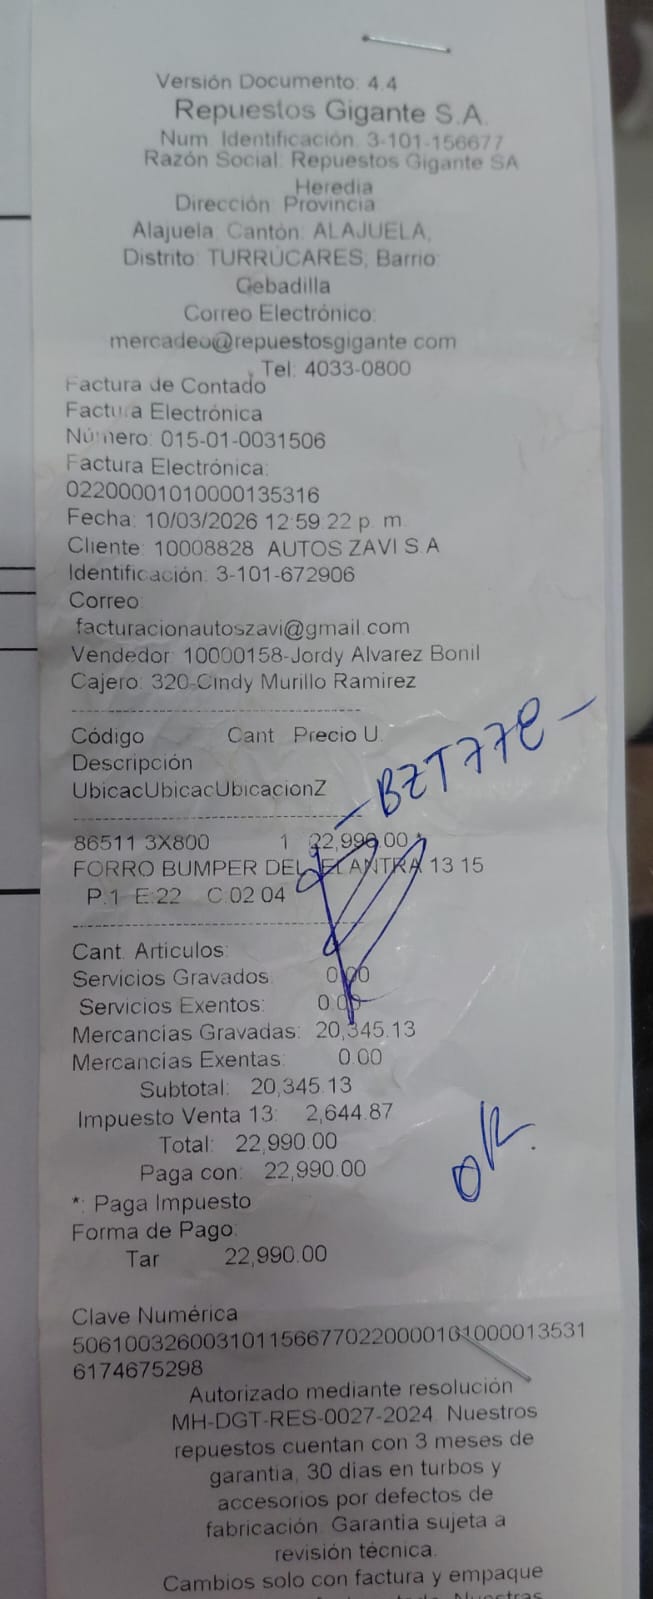 Versión Documento: 4.4
Repuestos Gigante S.A.
Num. Identificación: 3-101-156677
Razón Social: Repuestos Gigante SA
Heredia
Dirección: Provincia:
Alajuela: Cantón: ALAJUELA,
Distrito: TURRÚCARES, Barrio:
Cebadilla
Correo Electrónico:
mercadeo@repuestosgigante.com
Tel: 4033-0800
Factura de Contado
Factura Electrónica
Número: 015-01-0031506
Factura Electrónica:
02200001010000135316
Fecha: 10/03/2026 12:59:22 p. m.
Cliente: 10008828 AUTOS ZAVI S.A
Identificación: 3-101-672906
Correo:
facturacionautoszavi@gmail.com
Vendedor: 10000158-Jordy Alvarez Bonil
Cajero: 320-Cindy Murillo Ramirez
Código Cant Precio U.
Descripción
UbicacUbicacUbicacionZ
- BZT77E -
86511 3X800 1 22,990.00 *
FORRO BUMPER DEL ELANTRA 13 15
P.1 E:22 C:02 04
Cant. Articulos:
Servicios Gravados: 0.00
Servicios Exentos: 0.00
Mercancías Gravadas: 20,345.13
Mercancías Exentas: 0.00
Subtotal: 20,345.13
Impuesto Venta 13: 2,644.87
Total: 22,990.00
Paga con: 22,990.00
*: Paga Impuesto
Forma de Pago:
Tar 22,990.00
OK.
Clave Numérica
5061003260031011566770220000101000013531
6174675298
Autorizado mediante resolución
MH-DGT-RES-0027-2024. Nuestros
repuestos cuentan con 3 meses de
garantia, 30 dias en turbos y
accesorios por defectos de
fabricación. Garantia sujeta a
revisión técnica.
Cambios solo con factura y empaque